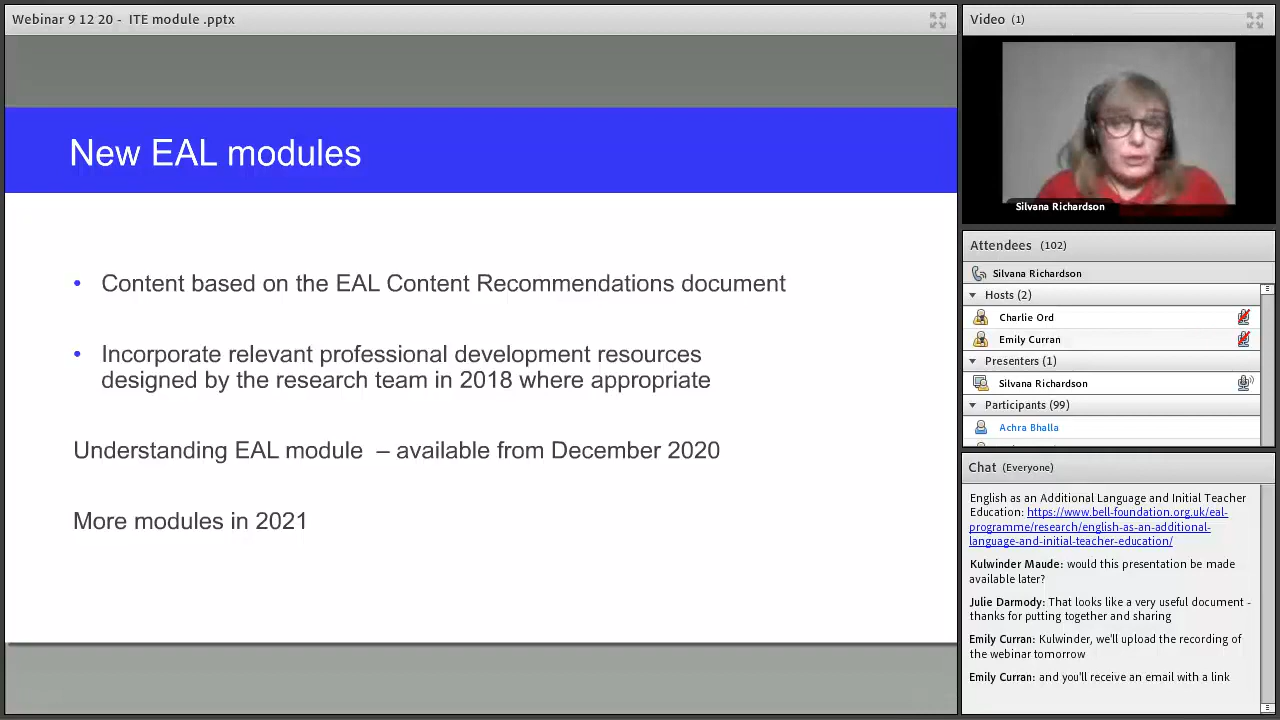 Webinar 9 12 20 -  ITE module .pptx
New EAL modules
• Content based on the EAL Content Recommendations document
• Incorporate relevant professional development resources
designed by the research team in 2018 where appropriate
Understanding EAL module  – available from December 2020
More modules in 2021
Video (1)
Silvana Richardson
Attendees (102)
Silvana Richardson
Hosts (2)
Charlie Ord
Emily Curran
Presenters (1)
Silvana Richardson
Participants (99)
Achra Bhalla
Chat (Everyone)
English as an Additional Language and Initial Teacher
Education: https://www.bell-foundation.org.uk/eal-
programme/research/english-as-an-additional-
language-and-initial-teacher-education/
Kulwinder Maude: would this presentation be made
available later?
Julie Darmody: That looks like a very useful document -
thanks for putting together and sharing
Emily Curran: Kulwinder, we'll upload the recording of
the webinar tomorrow
Emily Curran: and you'll receive an email with a link